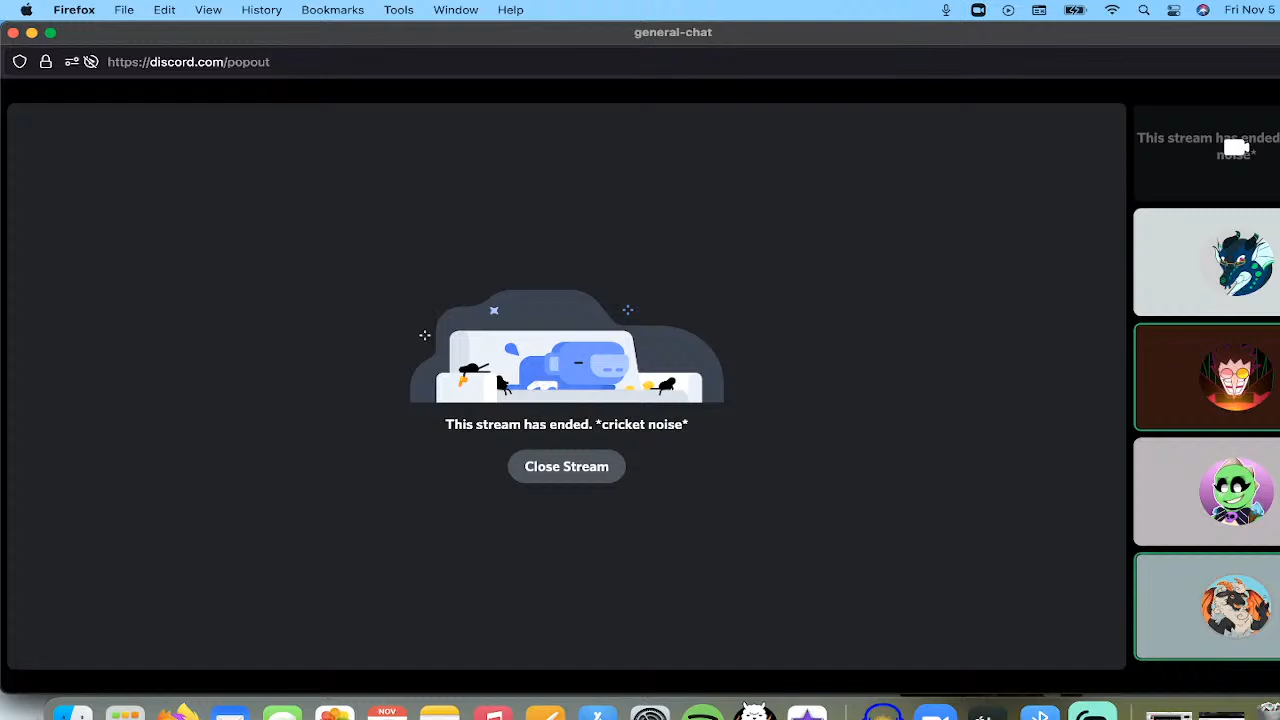 Firefox File Edit View History Bookmarks Tools Window Help Fri Nov 5
general-chat
https://discord.com/popout
This stream has ended
noise*
This stream has ended. *cricket noise*
Close Stream
NOV